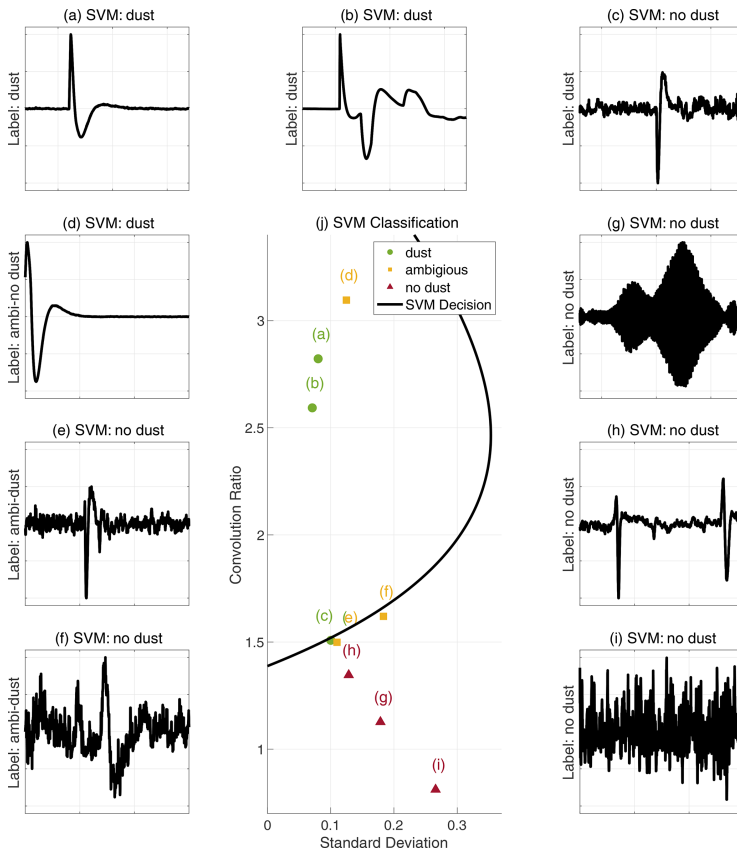 (a) SVM: dust
Label: dust
(b) SVM: dust
Label: dust
(c) SVM: no dust
Label: dust
(d) SVM: dust
Label: ambi-no dust
(j) SVM Classification
dust
ambigious
no dust
SVM Decision
(d)
(a)
(b)
(f)
(c)
(e)
(h)
(g)
(i)
3
2.5
2
1.5
1
0
0.1
0.2
0.3
Convolution Ratio
Standard Deviation
(g) SVM: no dust
Label: no dust
(e) SVM: no dust
Label: ambi-dust
(h) SVM: no dust
Label: no dust
(f) SVM: no dust
Label: ambi-dust
(i) SVM: no dust
Label: no dust